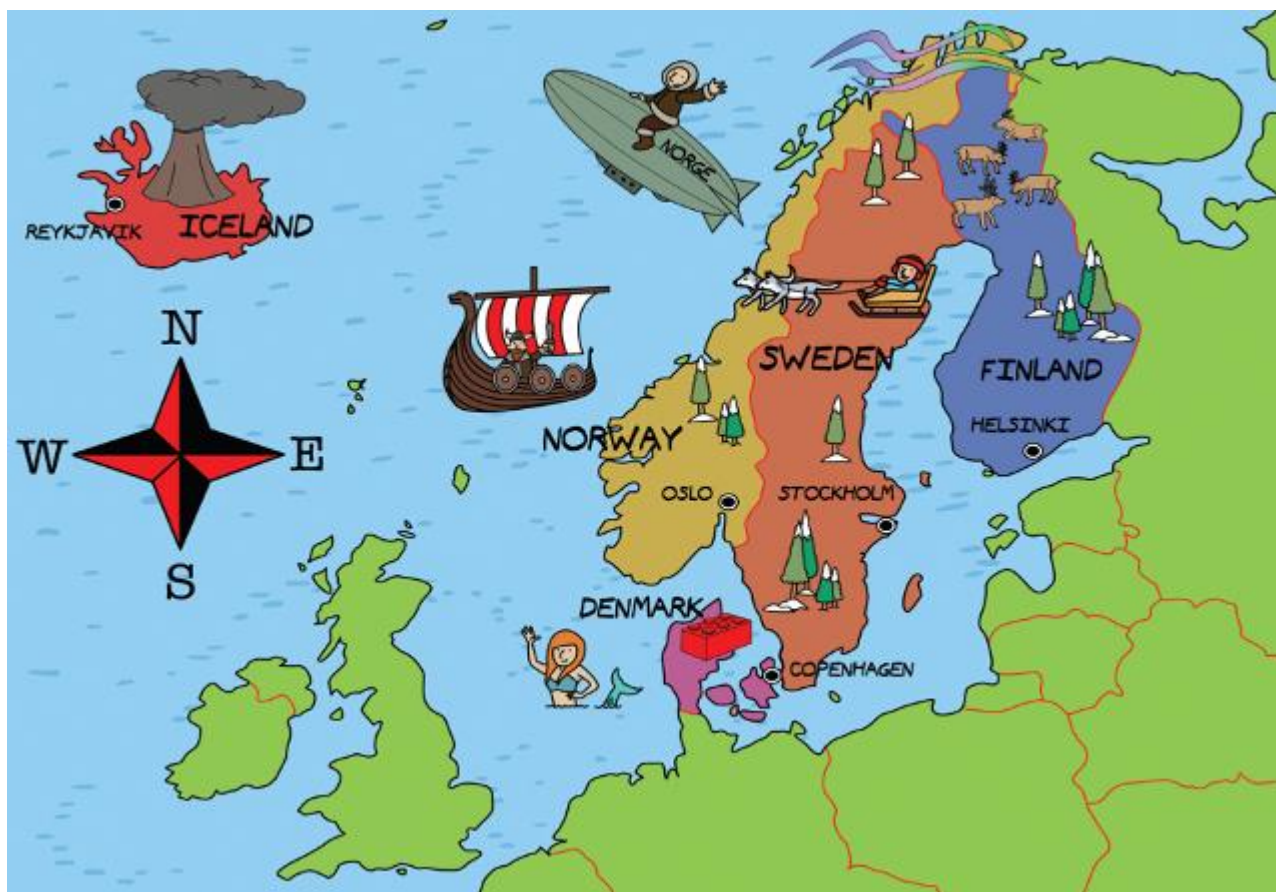 NORGE
REYKJAVIK
ICELAND
N
W
E
S
SWEDEN
FINLAND
HELSINKI
NORWAY
OSLO
STOCKHOLM
DENMARK
COPENHAGEN